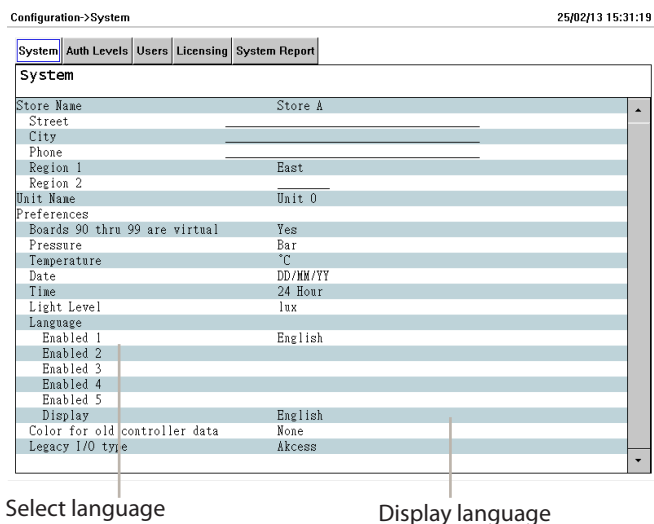 Configuration->System 25/02/13 15:31:19
System Auth Levels Users Licensing System Report
System
Store Name Store A
Street
City
Phone
Region 1 East
Region 2
Unit Name Unit 0
Preferences
Boards 90 thru 99 are virtual Yes
Pressure Bar
Temperature °C
Date DD/MM/YY
Time 24 Hour
Light Level lux
Language
Enabled 1 English
Enabled 2
Enabled 3
Enabled 4
Enabled 5
Display English
Color for old controller data None
Legacy I/O type Akcess
Select language Display language